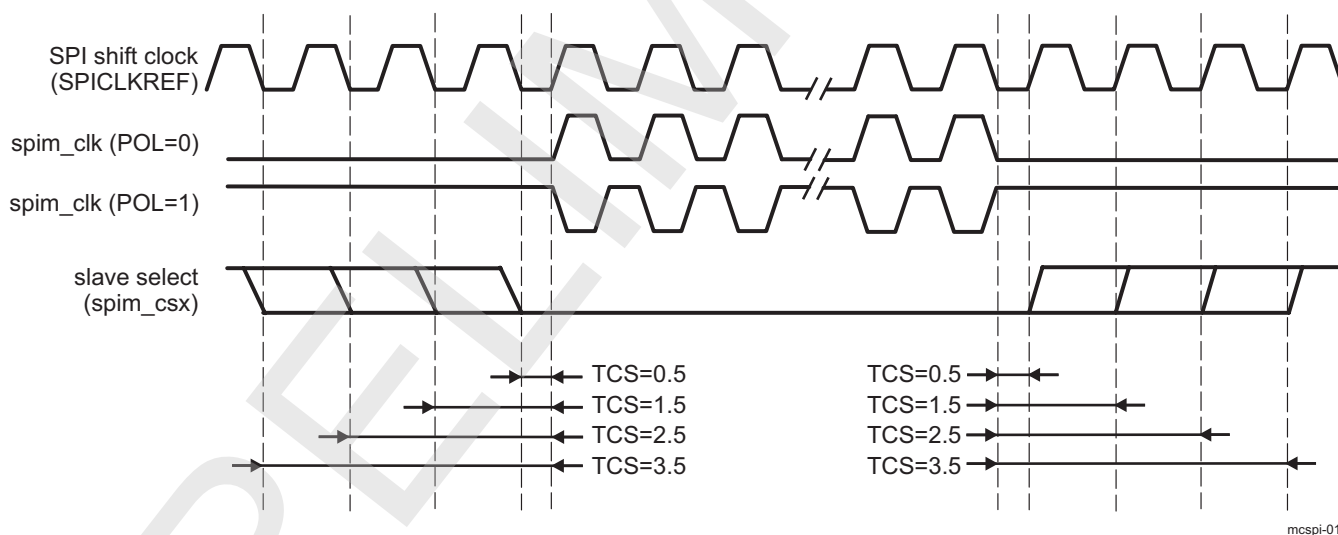 SPI shift clock
(SPICLKREF)
spim_clk (POL=0)
spim_clk (POL=1)
slave select
(spim_csx)
TCS=0.5
TCS=1.5
TCS=2.5
TCS=3.5
TCS=0.5
TCS=1.5
TCS=2.5
TCS=3.5
mcspi-01
PRELIM